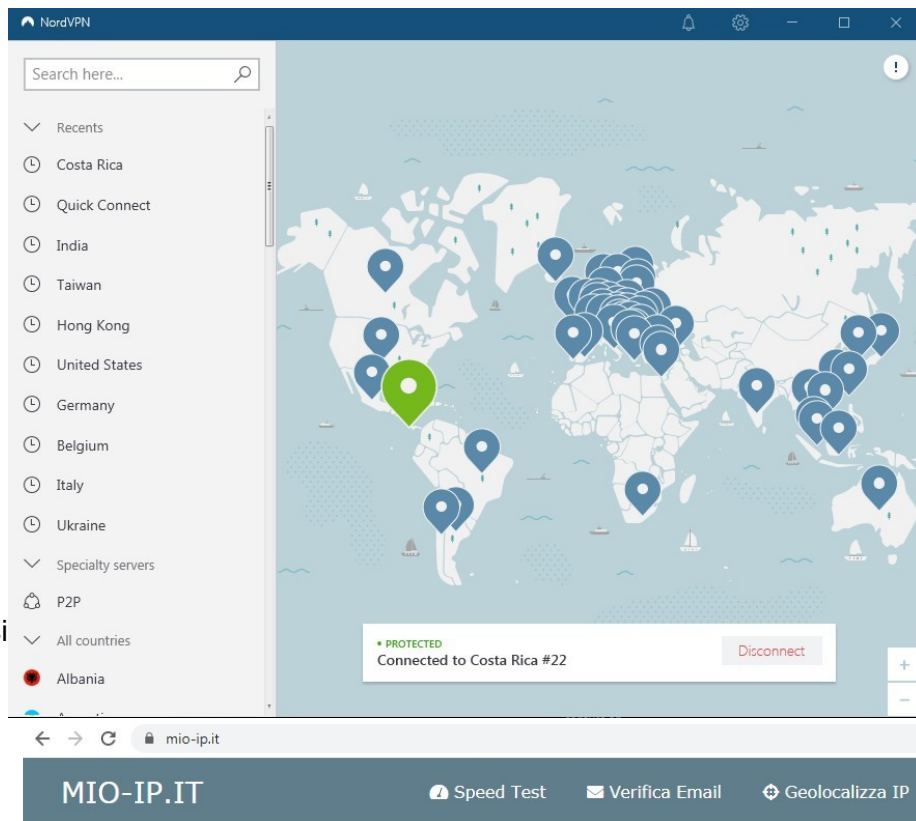 NordVPN
Search here...
Recents
Costa Rica
Quick Connect
India
Taiwan
Hong Kong
United States
Germany
Belgium
Italy
Ukraine
Specialty servers
P2P
All countries
Albania
si
• PROTECTED
Connected to Costa Rica #22
Disconnect
mio-ip.it
MIO-IP.IT
Speed Test
Verifica Email
Geolocalizza IP